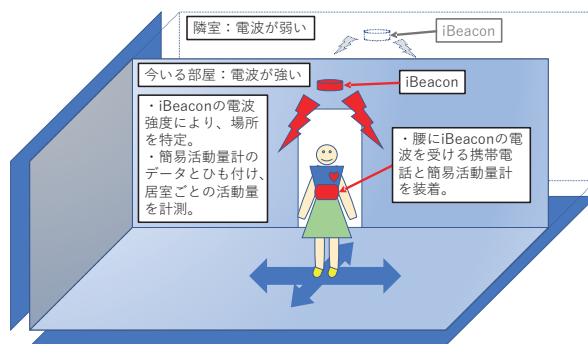 隣室：電波が弱い
iBeacon
今いる部屋：電波が強い
iBeacon
・iBeaconの電波
強度により、場所
を特定。
・簡易活動量計の
データとひも付け、
居室ごとの活動量
を計測。
・腰にiBeaconの電
波を受ける携帯電
話と簡易活動量計
を装着。